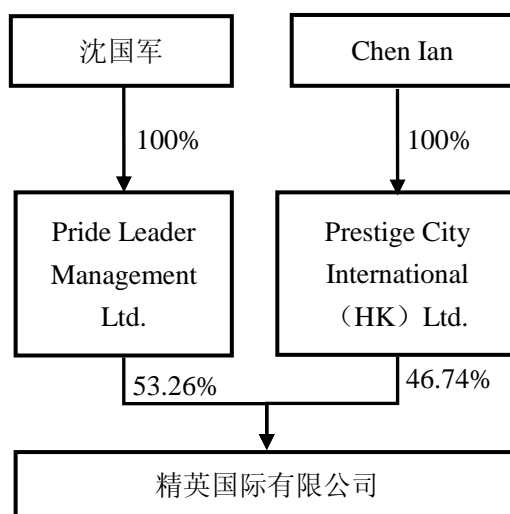 沈国军
Chen Ian
100%
100%
Pride Leader
Management
Ltd.
Prestige City
International
（HK）Ltd.
53.26%
46.74%
精英国际有限公司